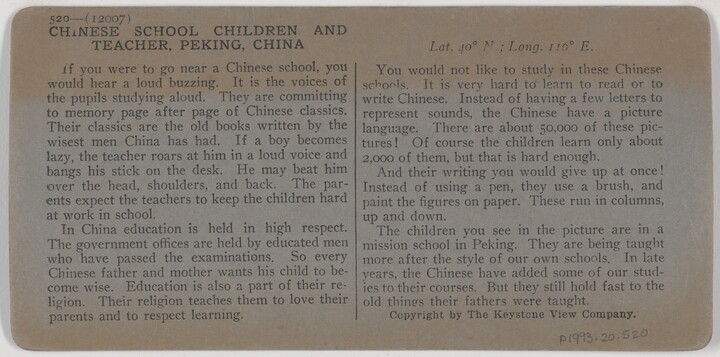 520—(12007)
CHINESE SCHOOL CHILDREN AND
TEACHER, PEKING, CHINA
If you were to go near a Chinese school, you
would hear a loud buzzing. It is the voices of
the pupils studying aloud. They are committing
to memory page after page of Chinese classics.
Their classics are the old books written by the
wisest men China has had. If a boy becomes
lazy, the teacher roars at him in a loud voice and
bangs his stick on the desk. He may beat him
over the head, shoulders, and back. The par-
ents expect the teachers to keep the children hard
at work in school.
In China education is held in high respect.
The government offices are held by educated men
who have passed the examinations. So every
Chinese father and mother wants his child to be-
come wise. Education is also a part of their re-
ligion. Their religion teaches them to love their
parents and to respect learning.
Lat. 40° N.; Long. 116° E.
You would not like to study in these Chinese
schools. It is very hard to learn to read or to
write Chinese. Instead of having a few letters to
represent sounds, the Chinese have a picture
language. There are about 50,000 of these pic-
tures! Of course the children learn only about
2,000 of them, but that is hard enough.
And their writing you would give up at once!
Instead of using a pen, they use a brush, and
paint the figures on paper. These run in columns,
up and down.
The children you see in the picture are in a
mission school in Peking. They are being taught
more after the style of our own schools. In late
years, the Chinese have added some of our stud-
ies to their courses. But they still hold fast to the
old things their fathers were taught.
Copyright by The Keystone View Company.
P1993.20.520